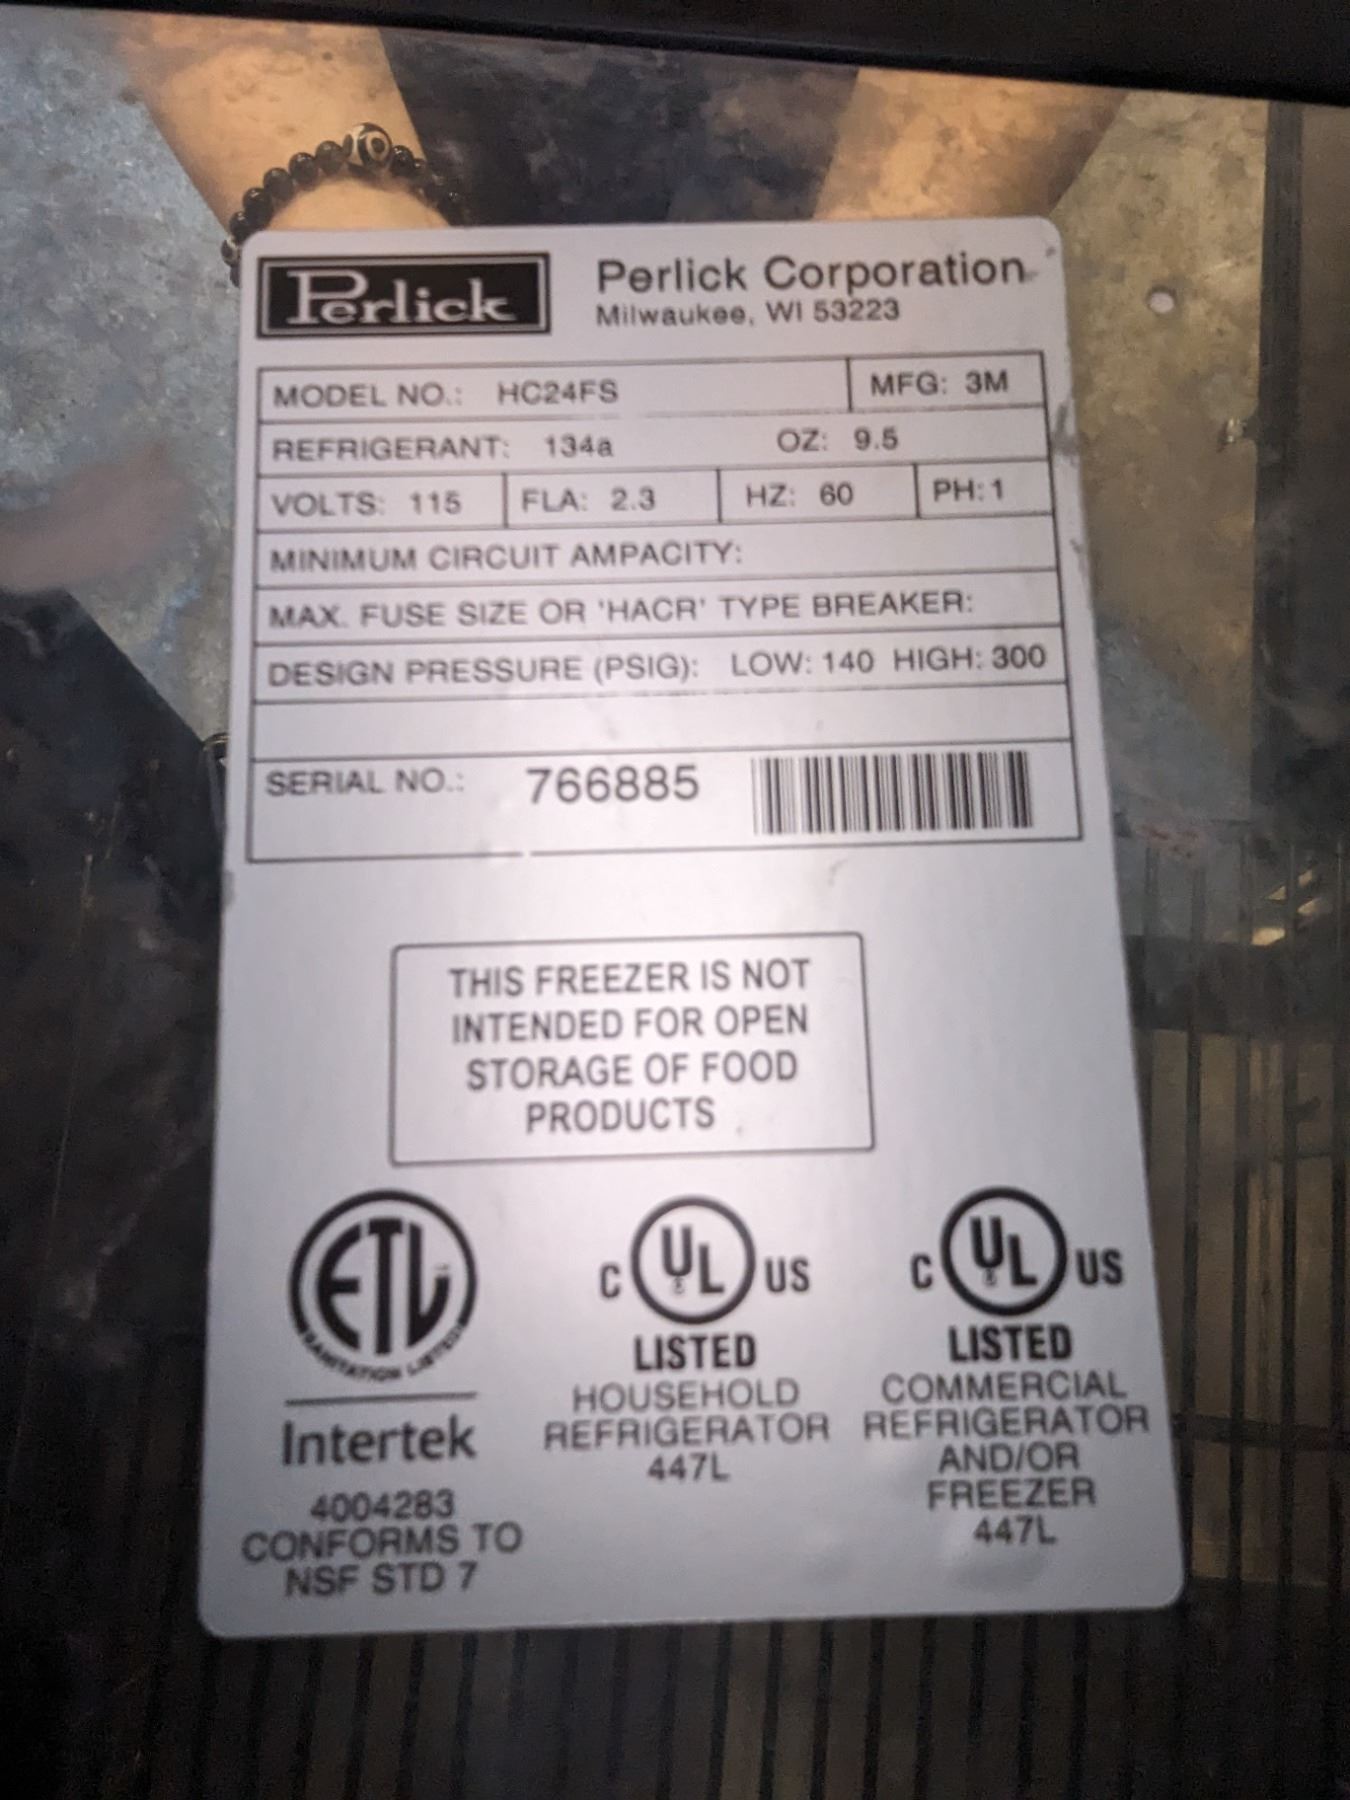 Perlick
Perlick Corporation
Milwaukee, WI 53223
MODEL NO.: HC24FS MFG: 3M
REFRIGERANT: 134a OZ: 9.5
VOLTS: 115 FLA: 2.3 HZ: 60 PH:1
MINIMUM CIRCUIT AMPACITY:
MAX. FUSE SIZE OR 'HACR' TYPE BREAKER:
DESIGN PRESSURE (PSIG): LOW: 140 HIGH: 300
SERIAL NO.: 766885
THIS FREEZER IS NOT
INTENDED FOR OPEN
STORAGE OF FOOD
PRODUCTS
ETL
SANITATION LISTED
Intertek
4004283
CONFORMS TO
NSF STD 7
C UL US
LISTED
HOUSEHOLD
REFRIGERATOR
447L
C UL US
LISTED
COMMERCIAL
REFRIGERATOR
AND/OR
FREEZER
447L